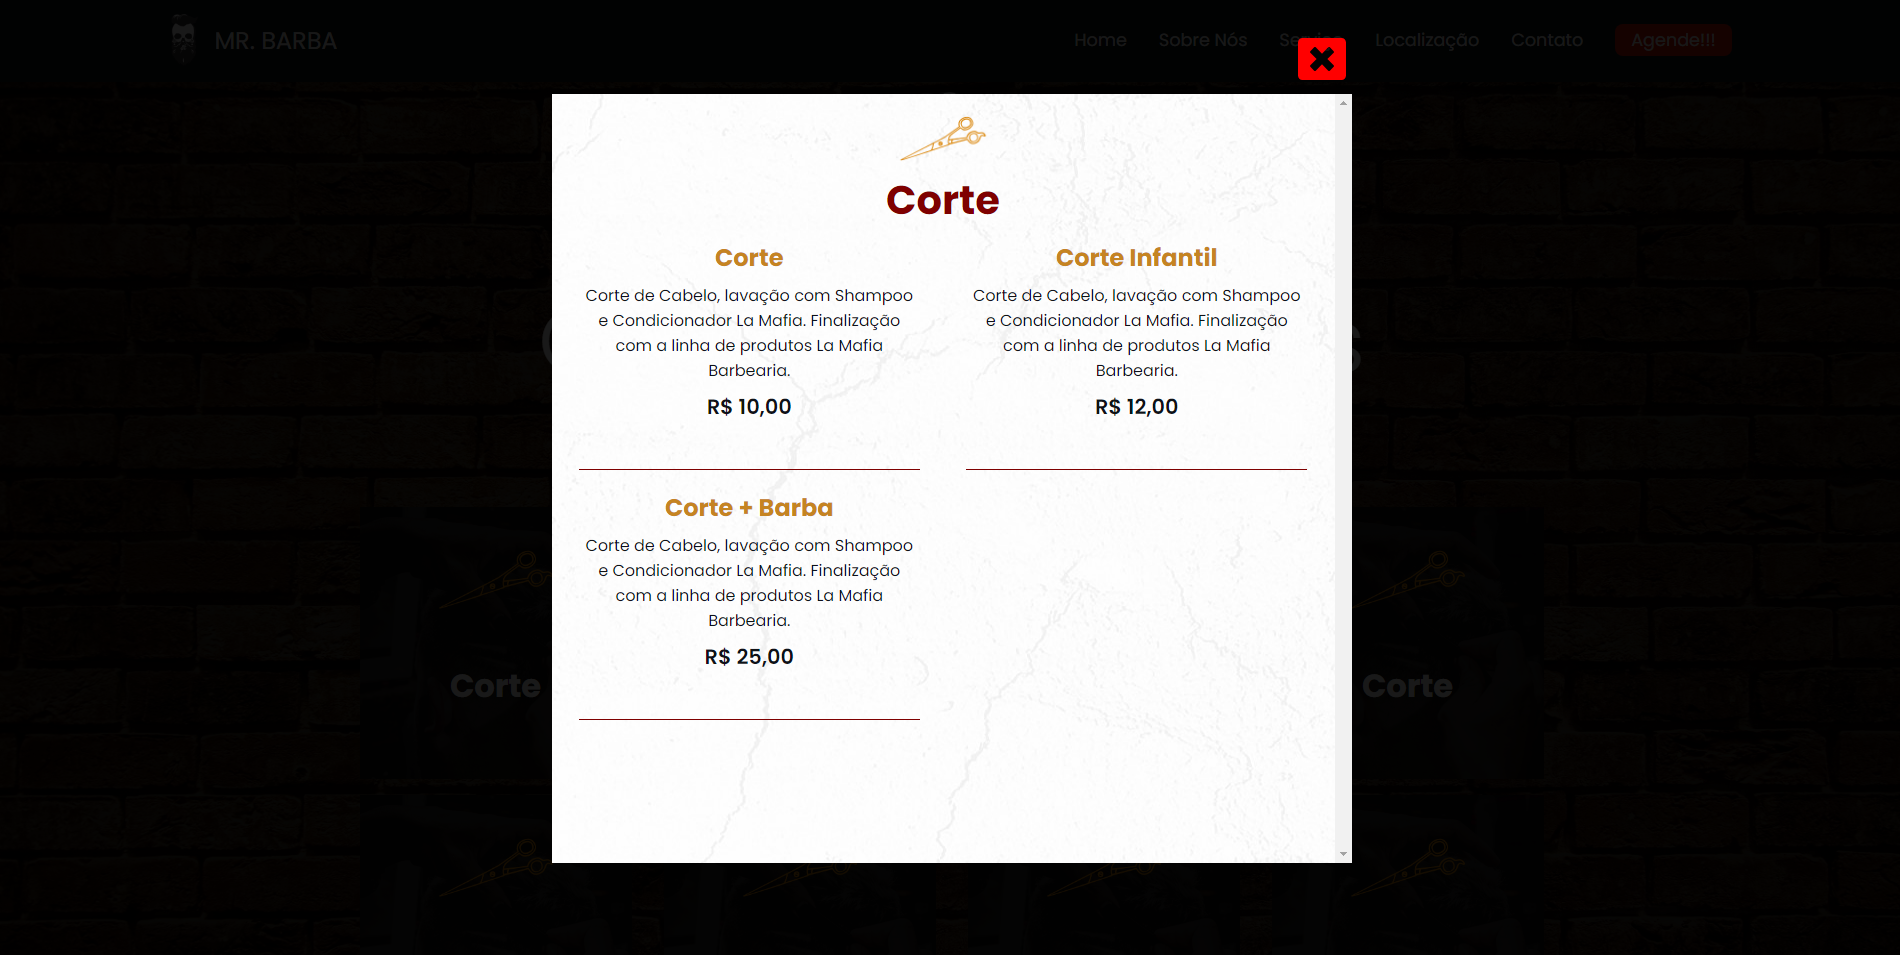 MR. BARBA
Home
Sobre Nós
Localização
Contato
Agende!!!
Corte
Corte
Corte de Cabelo, lavação com Shampoo
e Condicionador La Mafia. Finalização
com a linha de produtos La Mafia
Barbearia.
R$ 10,00
Corte Infantil
Corte de Cabelo, lavação com Shampoo
e Condicionador La Mafia. Finalização
com a linha de produtos La Mafia
Barbearia.
R$ 12,00
Corte + Barba
Corte de Cabelo, lavação com Shampoo
e Condicionador La Mafia. Finalização
com a linha de produtos La Mafia
Barbearia.
R$ 25,00
Corte
Corte